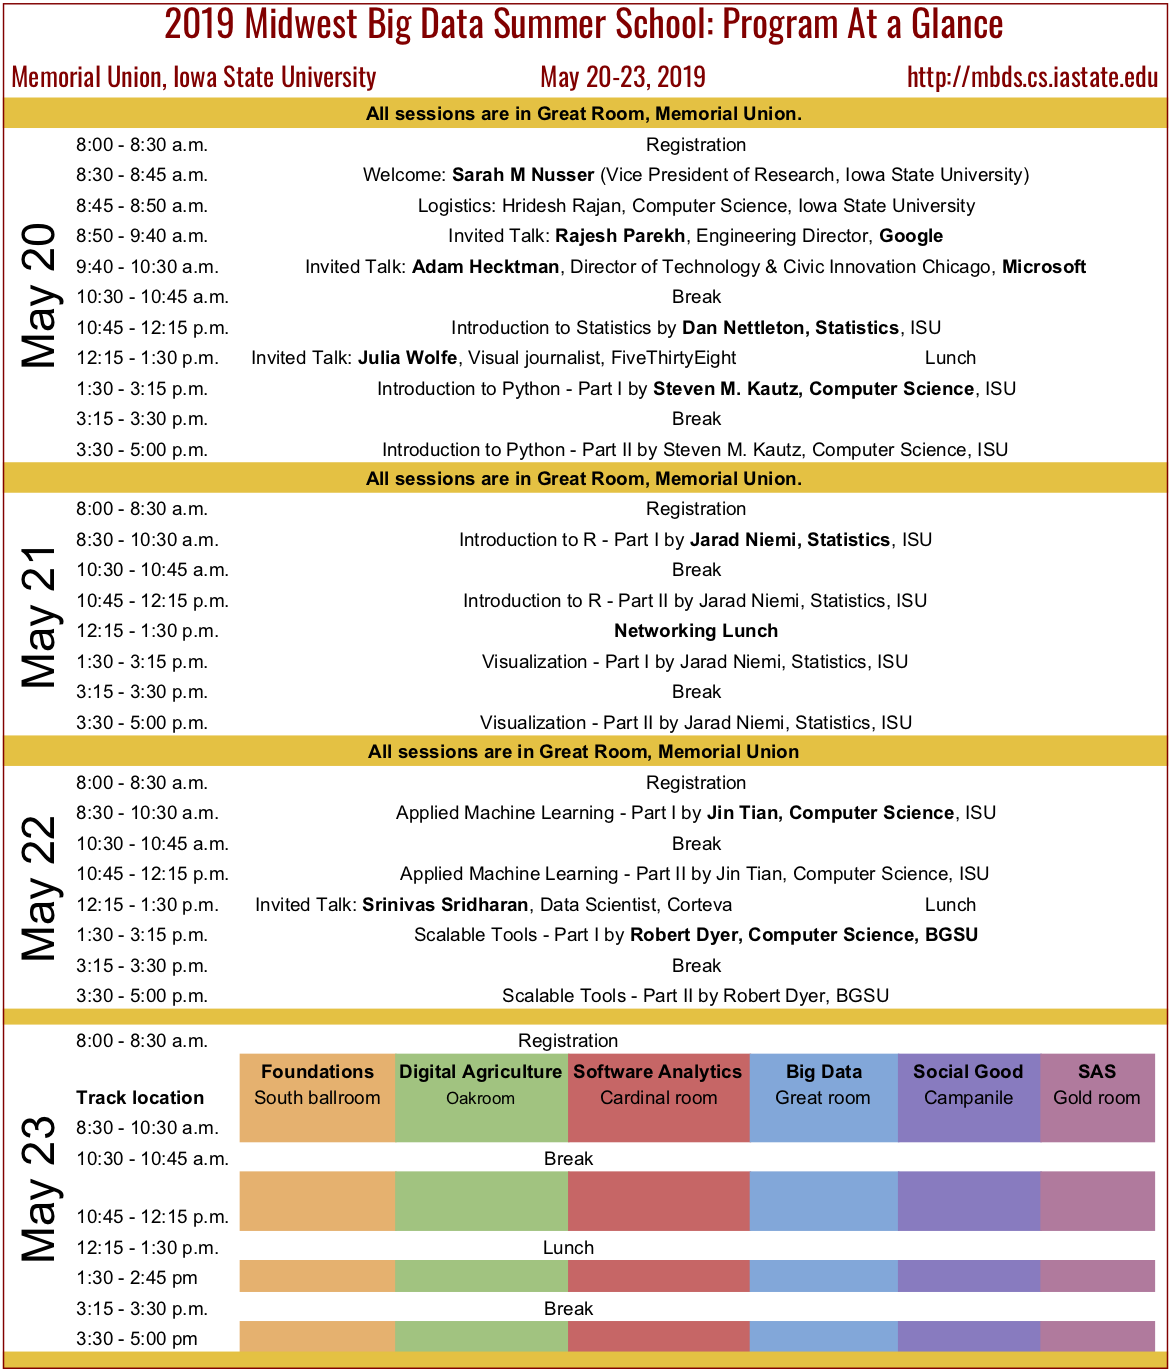 2019 Midwest Big Data Summer School: Program At a Glance
Memorial Union, Iowa State University May 20-23, 2019 http://mbds.cs.iastate.edu
All sessions are in Great Room, Memorial Union.
May 20
8:00 - 8:30 a.m. Registration
8:30 - 8:45 a.m. Welcome: Sarah M Nusser (Vice President of Research, Iowa State University)
8:45 - 8:50 a.m. Logistics: Hridesh Rajan, Computer Science, Iowa State University
8:50 - 9:40 a.m. Invited Talk: Rajesh Parekh, Engineering Director, Google
9:40 - 10:30 a.m. Invited Talk: Adam Hecktman, Director of Technology & Civic Innovation Chicago, Microsoft
10:30 - 10:45 a.m. Break
10:45 - 12:15 p.m. Introduction to Statistics by Dan Nettleton, Statistics, ISU
12:15 - 1:30 p.m. Invited Talk: Julia Wolfe, Visual journalist, FiveThirtyEight Lunch
1:30 - 3:15 p.m. Introduction to Python - Part I by Steven M. Kautz, Computer Science, ISU
3:15 - 3:30 p.m. Break
3:30 - 5:00 p.m. Introduction to Python - Part II by Steven M. Kautz, Computer Science, ISU
All sessions are in Great Room, Memorial Union.
May 21
8:00 - 8:30 a.m. Registration
8:30 - 10:30 a.m. Introduction to R - Part I by Jarad Niemi, Statistics, ISU
10:30 - 10:45 a.m. Break
10:45 - 12:15 p.m. Introduction to R - Part II by Jarad Niemi, Statistics, ISU
12:15 - 1:30 p.m. Networking Lunch
1:30 - 3:15 p.m. Visualization - Part I by Jarad Niemi, Statistics, ISU
3:15 - 3:30 p.m. Break
3:30 - 5:00 p.m. Visualization - Part II by Jarad Niemi, Statistics, ISU
All sessions are in Great Room, Memorial Union
May 22
8:00 - 8:30 a.m. Registration
8:30 - 10:30 a.m. Applied Machine Learning - Part I by Jin Tian, Computer Science, ISU
10:30 - 10:45 a.m. Break
10:45 - 12:15 p.m. Applied Machine Learning - Part II by Jin Tian, Computer Science, ISU
12:15 - 1:30 p.m. Invited Talk: Srinivas Sridharan, Data Scientist, Corteva Lunch
1:30 - 3:15 p.m. Scalable Tools - Part I by Robert Dyer, Computer Science, BGSU
3:15 - 3:30 p.m. Break
3:30 - 5:00 p.m. Scalable Tools - Part II by Robert Dyer, BGSU
May 23
8:00 - 8:30 a.m. Registration
Foundations Digital Agriculture Software Analytics Big Data Social Good SAS
Track location South ballroom Oakroom Cardinal room Great room Campanile Gold room
8:30 - 10:30 a.m.
10:30 - 10:45 a.m. Break
10:45 - 12:15 p.m.
12:15 - 1:30 p.m. Lunch
1:30 - 2:45 pm
3:15 - 3:30 p.m. Break
3:30 - 5:00 pm